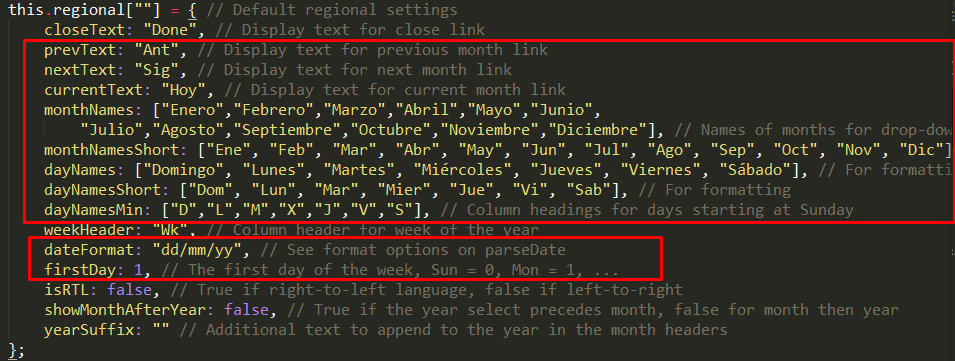 this.regional[""] = { // Default regional settings
closeText: "Done", // Display text for close link
prevText: "Ant", // Display text for previous month link
nextText: "Sig", // Display text for next month link
currentText: "Hoy", // Display text for current month link
monthNames: ["Enero","Febrero","Marzo","Abril","Mayo","Junio",
"Julio","Agosto","Septiembre","Octubre","Noviembre","Diciembre"], // Names of months for drop-dow
monthNamesShort: ["Ene", "Feb", "Mar", "Abr", "May", "Jun", "Jul", "Ago", "Sep", "Oct", "Nov", "Dic"]
dayNames: ["Domingo", "Lunes", "Martes", "Miércoles", "Jueves", "Viernes", "Sábado"], // For formatti
dayNamesShort: ["Dom", "Lun", "Mar", "Mier", "Jue", "Vi", "Sab"], // For formatting
dayNamesMin: ["D","L","M","X","J","V","S"], // Column headings for days starting at Sunday
weekHeader: "Wk", // Column header for week of the year
dateFormat: "dd/mm/yy", // See format options on parseDate
firstDay: 1, // The first day of the week, Sun = 0, Mon = 1, ...
isRTL: false, // True if right-to-left language, false if left-to-right
showMonthAfterYear: false, // True if the year select precedes month, false for month then year
yearSuffix: "" // Additional text to append to the year in the month headers
};